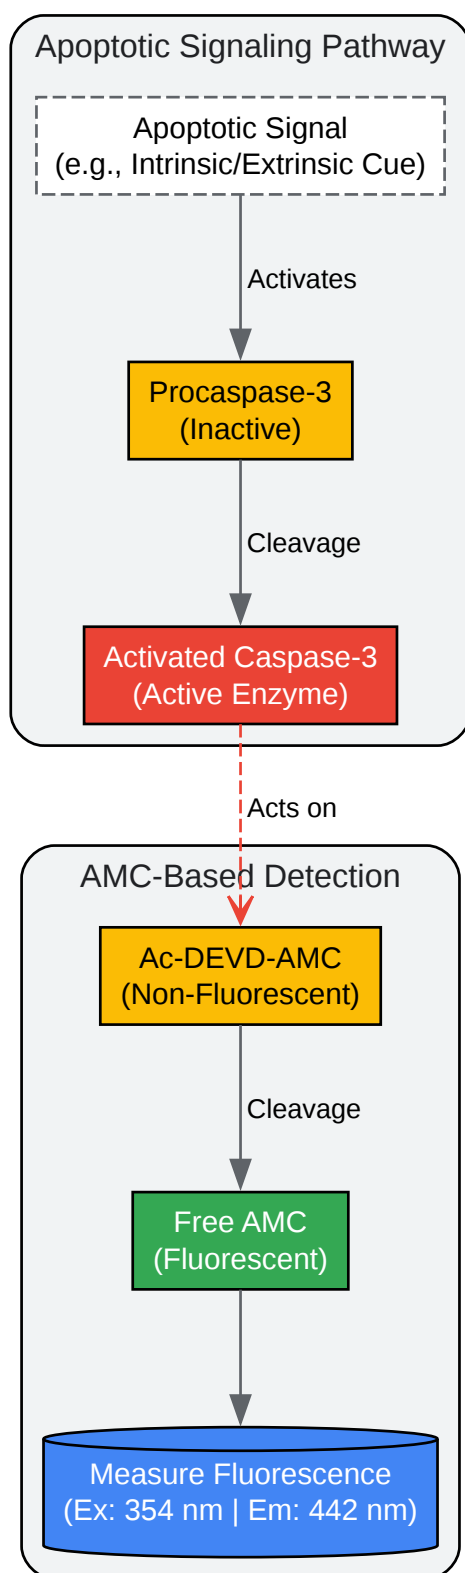 Apoptotic Signaling Pathway
Apoptotic Signal
(e.g., Intrinsic/Extrinsic Cue)
Activates
Procaspase-3
(Inactive)
Cleavage
Activated Caspase-3
(Active Enzyme)
Acts on
AMC-Based Detection
Ac-DEVD-AMC
(Non-Fluorescent)
Cleavage
Free AMC
(Fluorescent)
Measure Fluorescence
(Ex: 354 nm | Em: 442 nm)